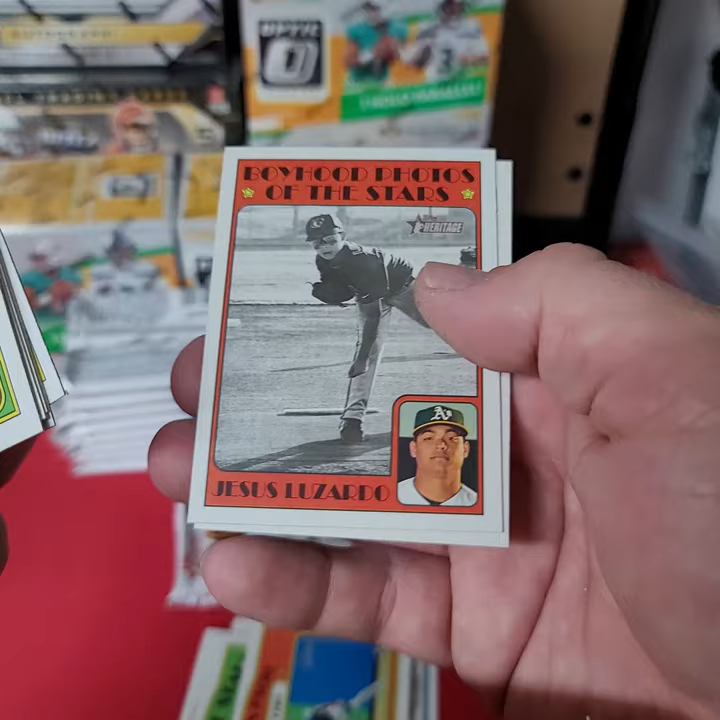 OPTIC
BOYHOOD PHOTOS
OF THE STARS
HERITAGE
A's
JESUS LUZARDO